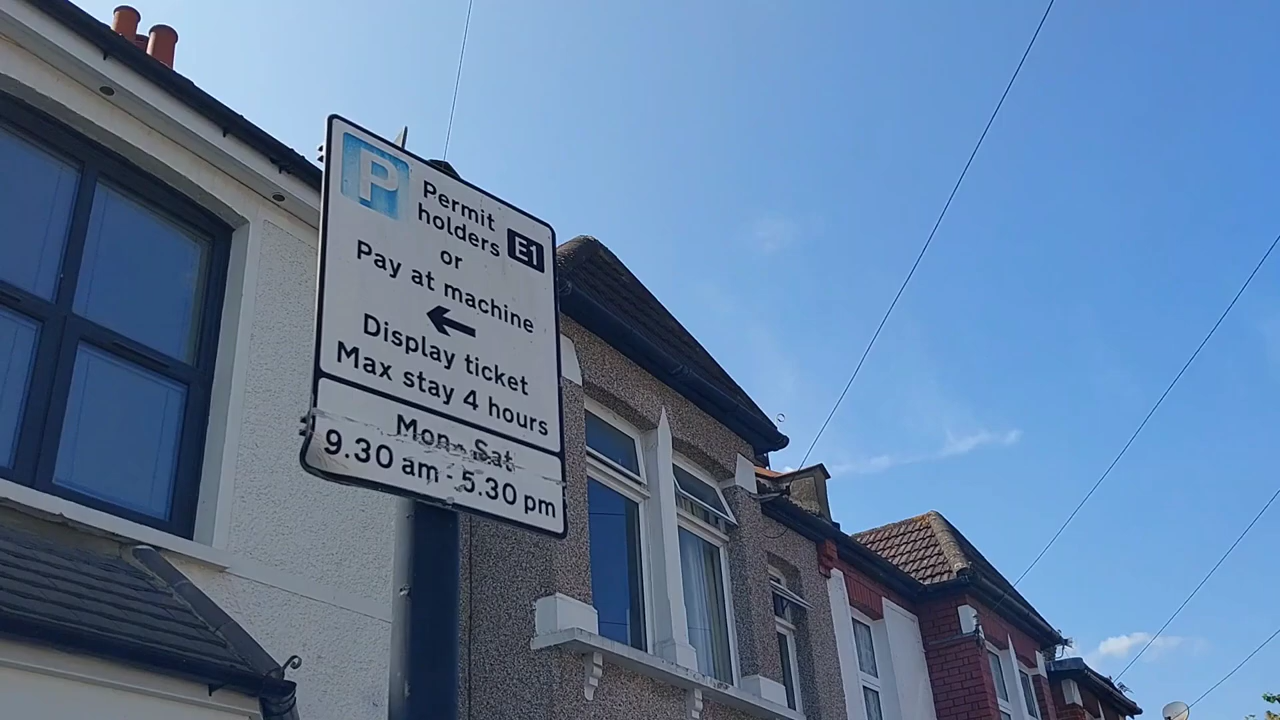 P Permit
holders E1
or
Pay at machine
Display ticket
Max stay 4 hours
Mon - Sat
9.30 am - 5.30 pm